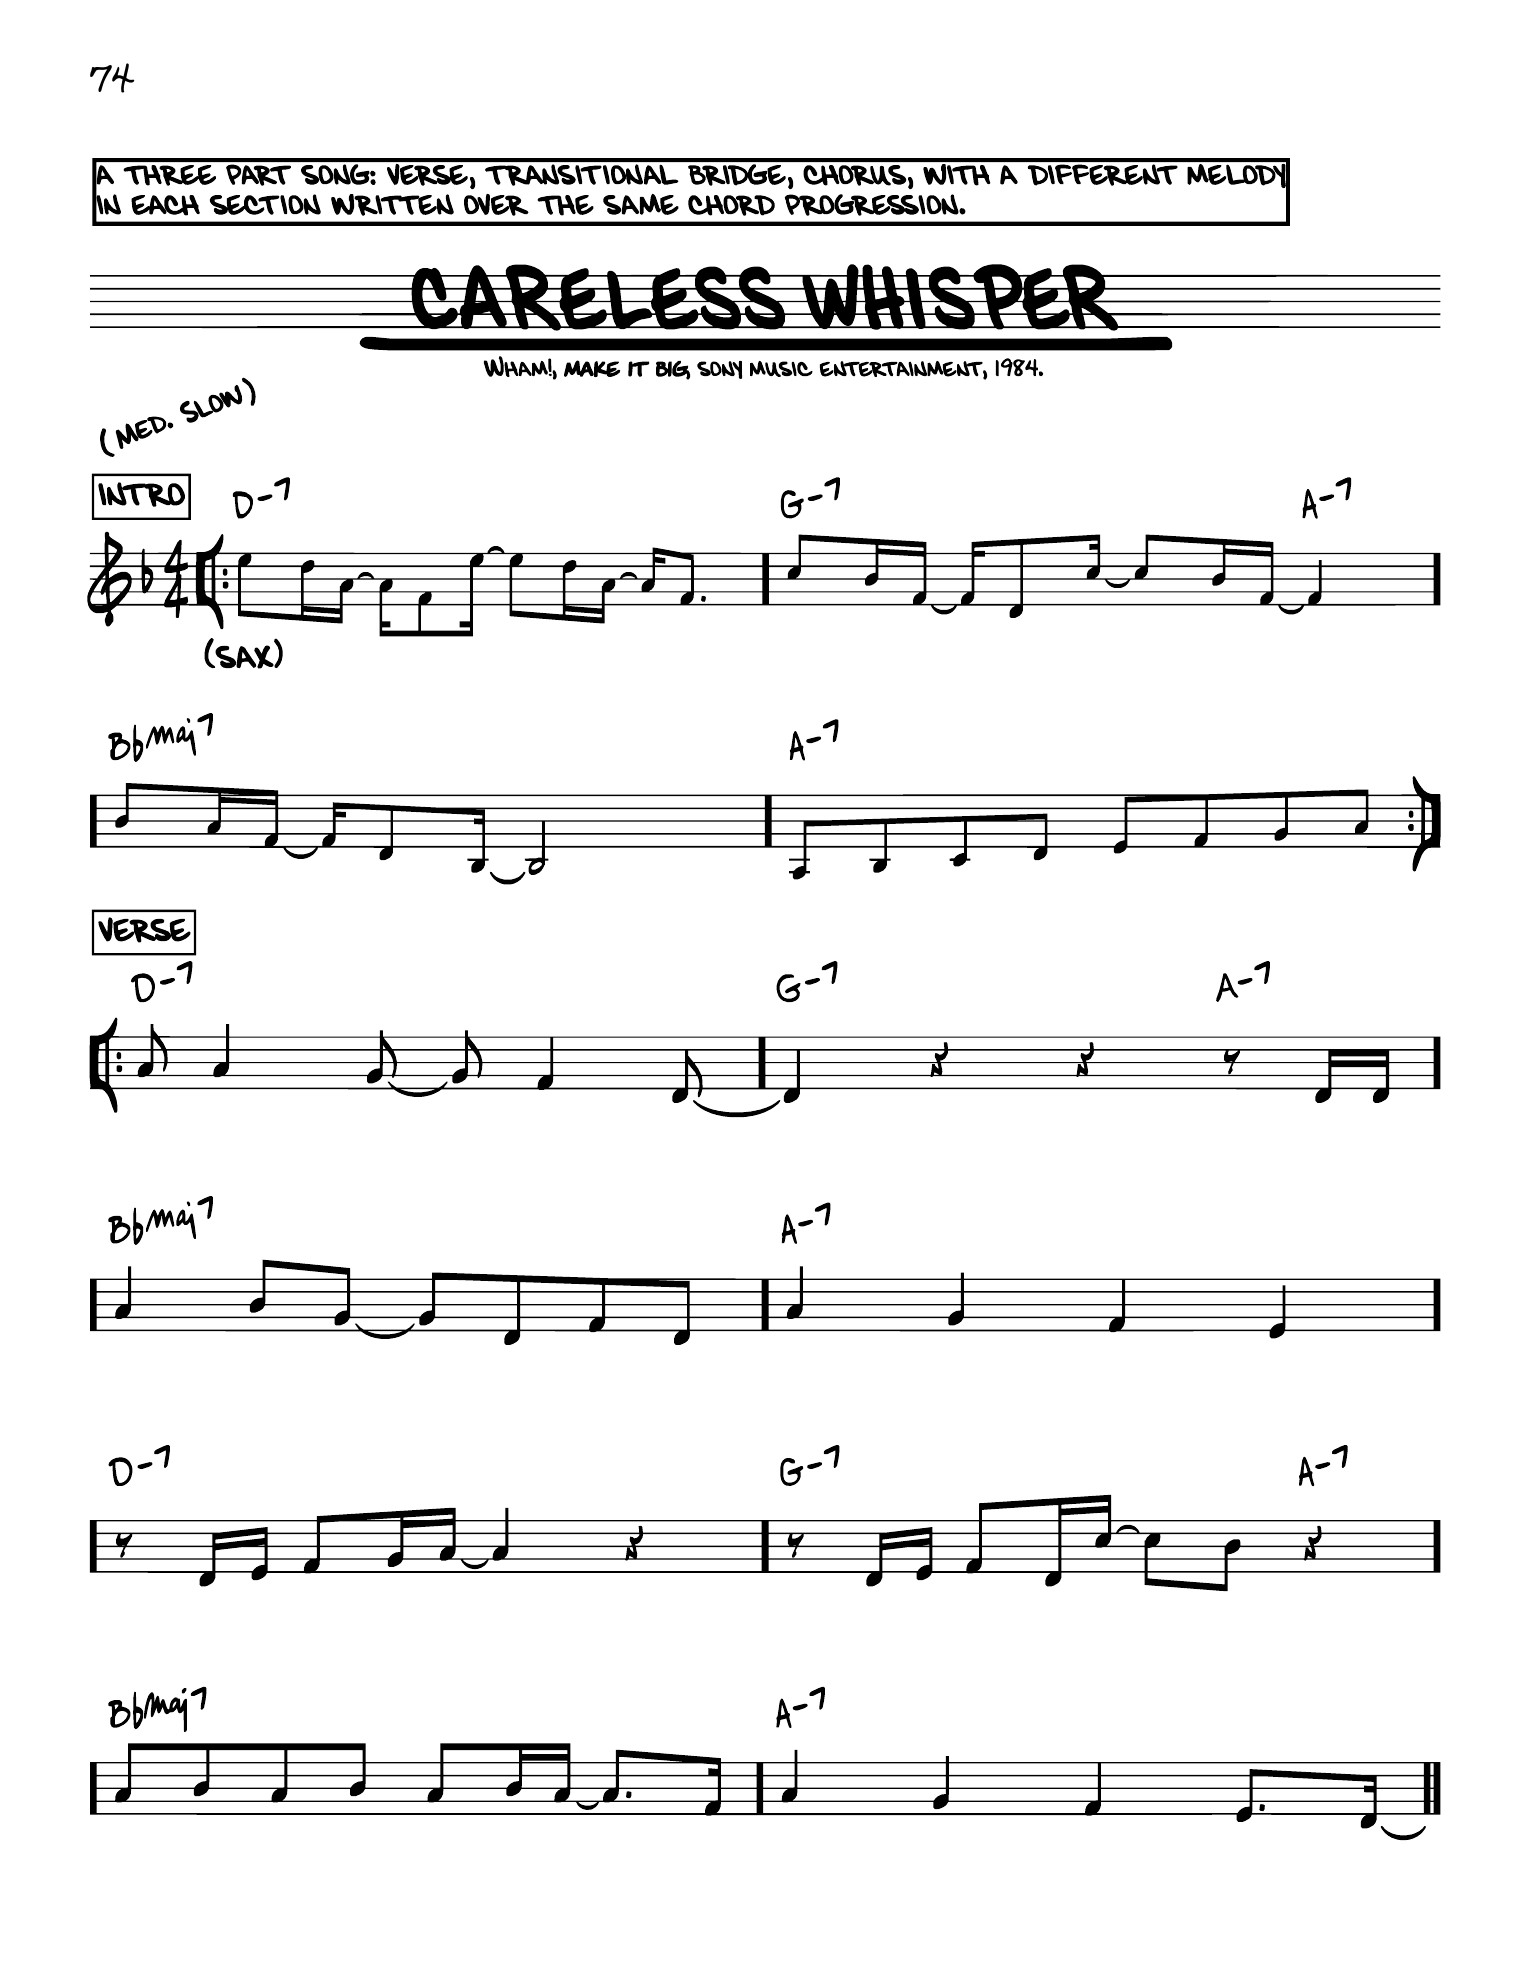 74
A THREE PART SONG: VERSE, TRANSITIONAL BRIDGE, CHORUS, WITH A DIFFERENT MELODY
IN EACH SECTION WRITTEN OVER THE SAME CHORD PROGRESSION.
CARELESS WHISPER
WHAM!, MAKE IT BIG, SONY MUSIC ENTERTAINMENT, 1984.
(MED. SLOW)
INTRO D-7 G-7 A-7
4
4
(SAX)
Bbmaj7 A-7
VERSE
D-7 G-7 A-7
Bbmaj7 A-7
D-7 G-7 A-7
Bbmaj7 A-7